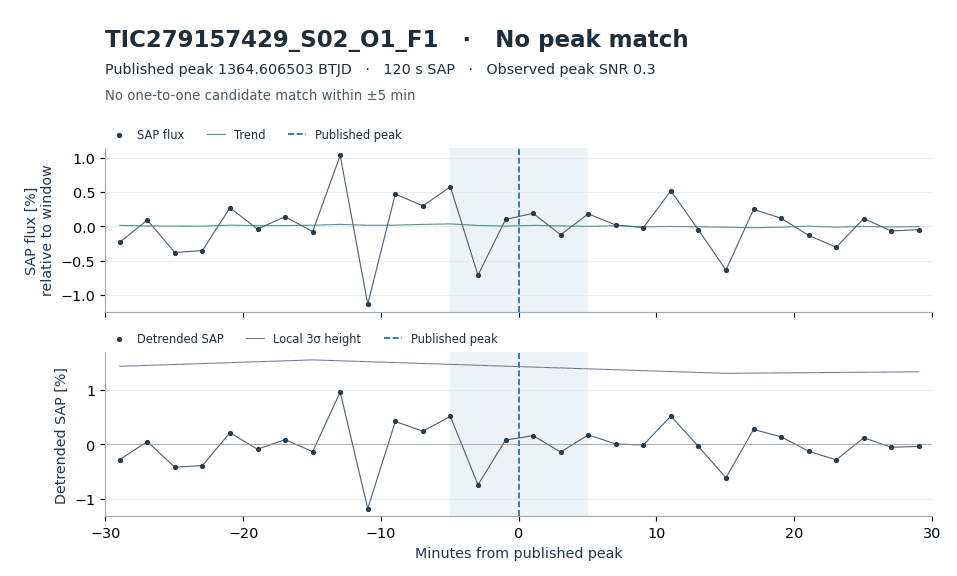 TIC279157429_S02_O1_F1 · No peak match
Published peak 1364.606503 BTJD · 120 s SAP · Observed peak SNR 0.3
No one-to-one candidate match within ±5 min
SAP flux Trend Published peak
SAP flux [%]
relative to window
1.0
0.5
0.0
−0.5
−1.0
Detrended SAP Local 3σ height Published peak
Detrended SAP [%]
1
0
−1
−30 −20 −10 0 10 20 30
Minutes from published peak